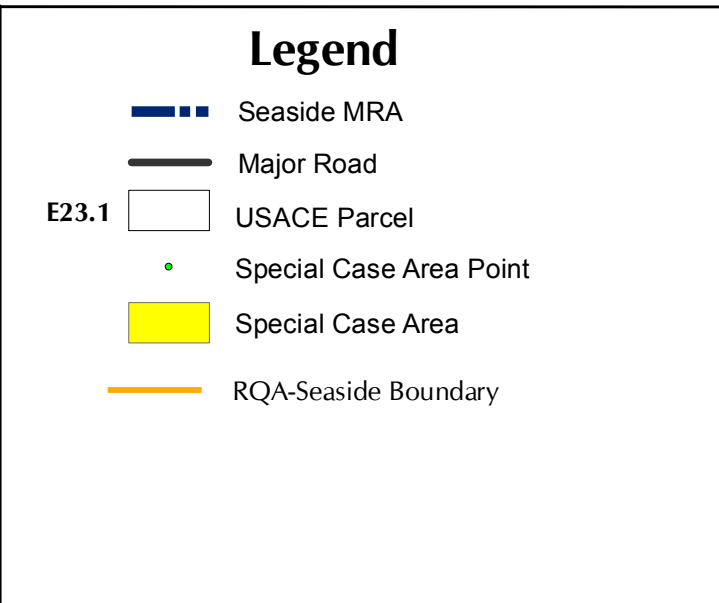 Legend
Seaside MRA
Major Road
E23.1 USACE Parcel
Special Case Area Point
Special Case Area
RQA-Seaside Boundary